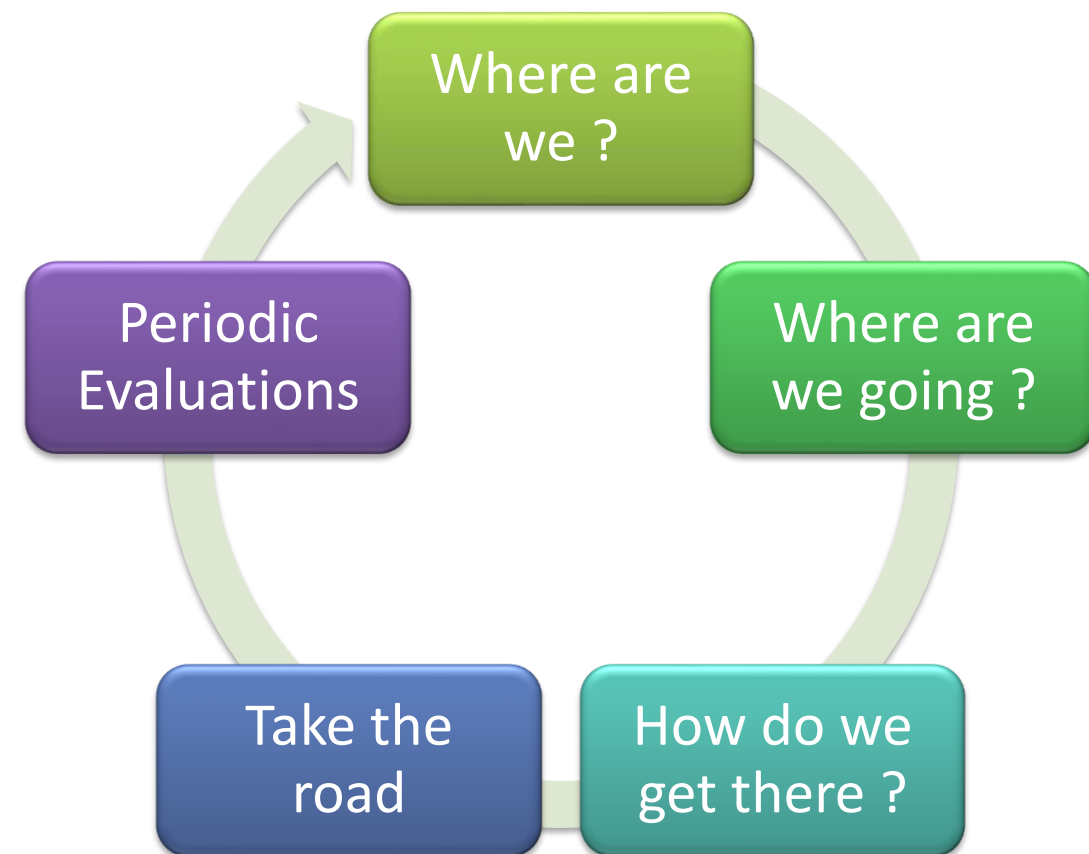 Where are
we ?
Where are
we going ?
How do we
get there ?
Take the
road
Periodic
Evaluations